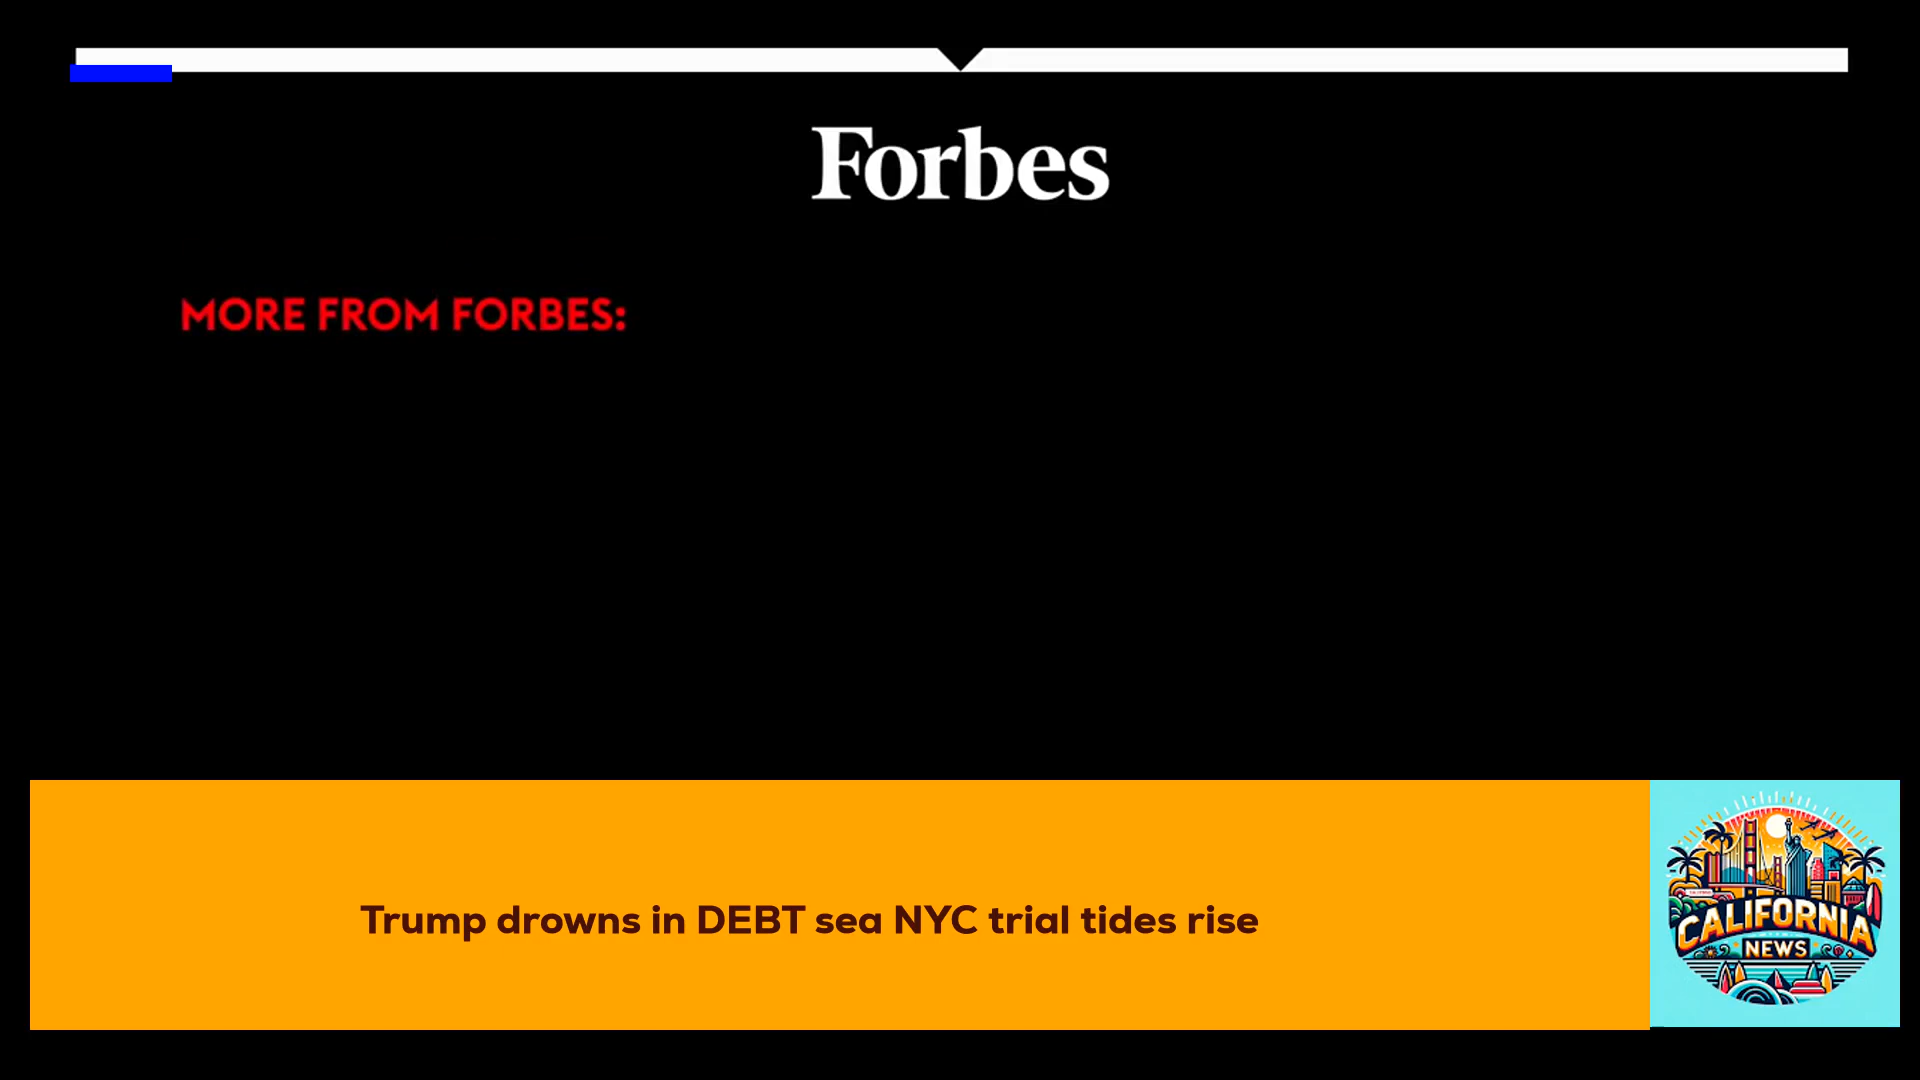 Forbes
MORE FROM FORBES:
Trump drowns in DEBT sea NYC trial tides rise
CALIFORNIA
NEWS